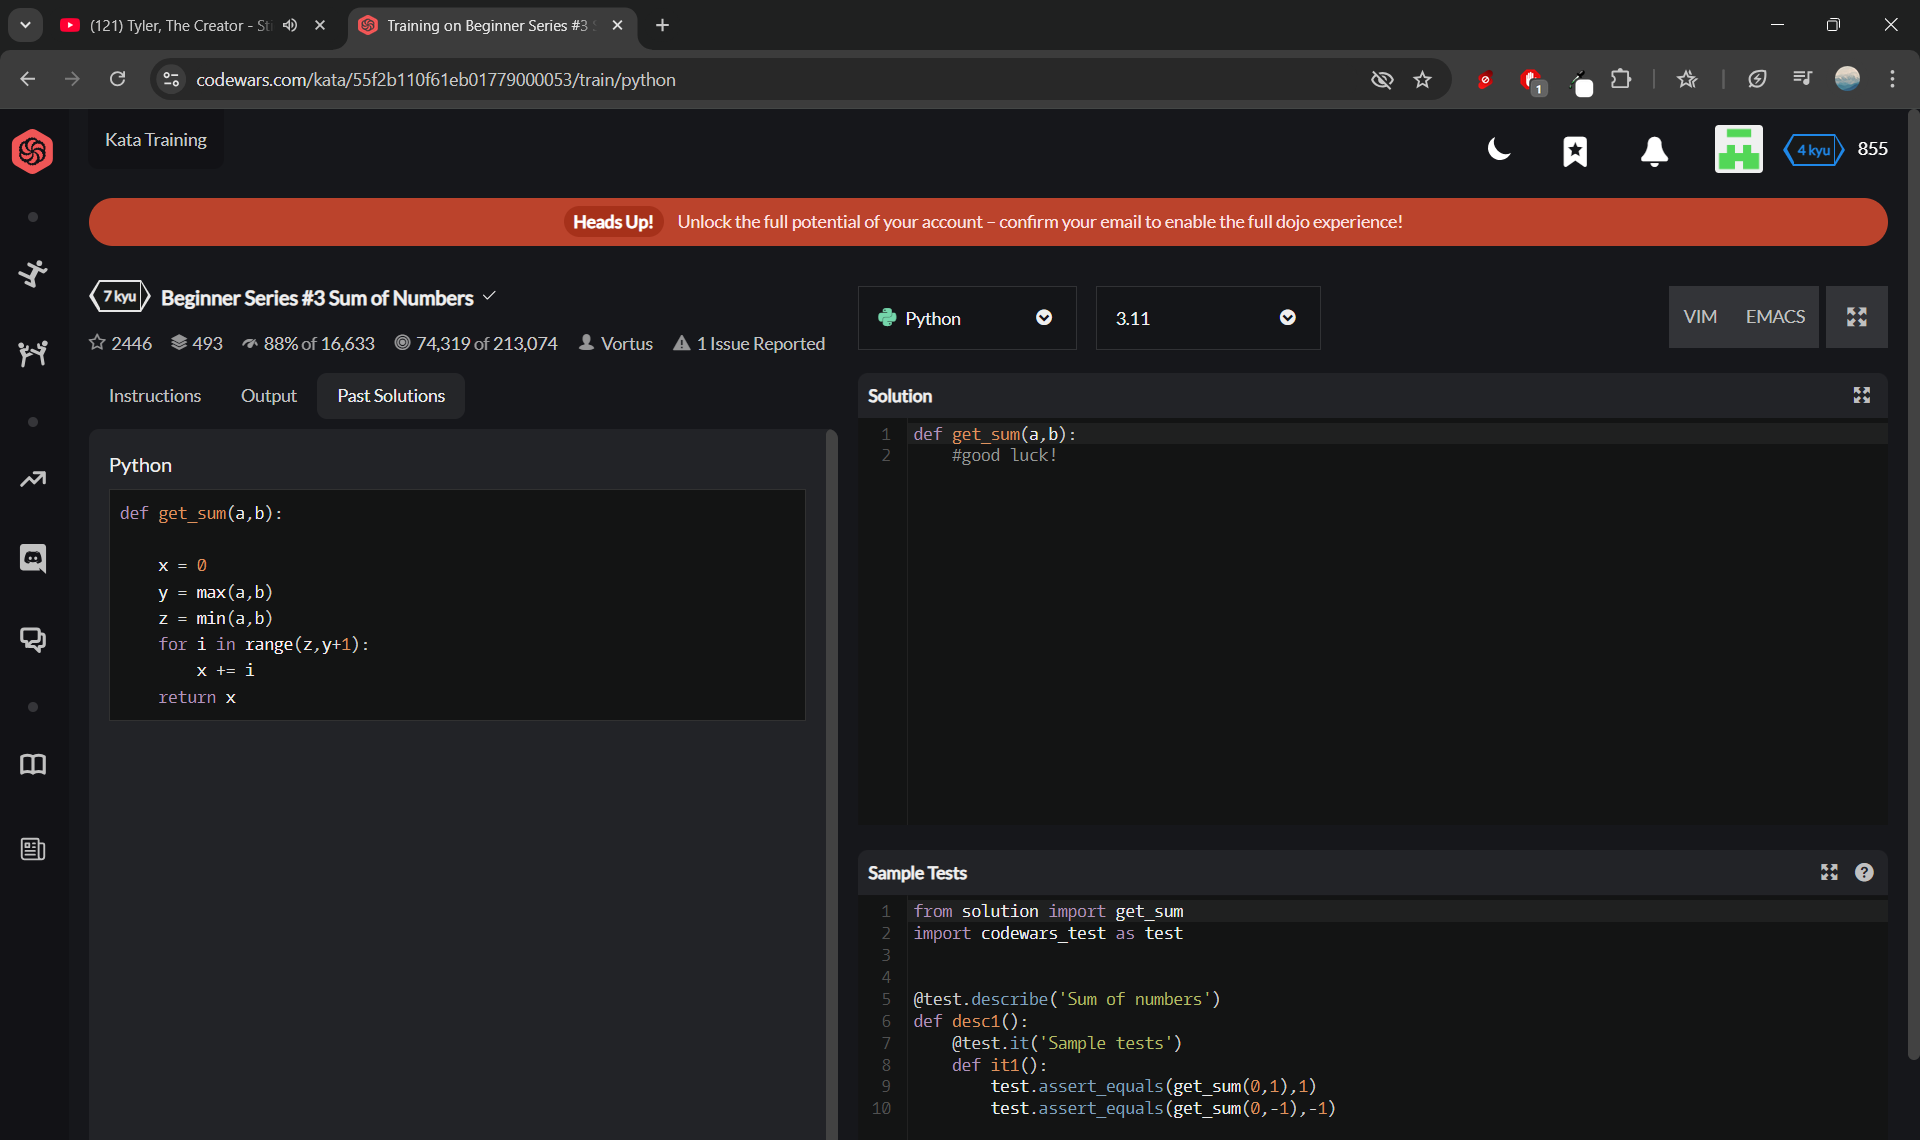 (121) Tyler, The Creator - St
Training on Beginner Series #3
codewars.com/kata/55f2b110f61eb01779000053/train/python
1
Kata Training
4 kyu
855
Heads Up! Unlock the full potential of your account – confirm your email to enable the full dojo experience!
7 kyu
Beginner Series #3 Sum of Numbers
2446
493
88% of 16,633
74,319 of 213,074
Vortus
1 Issue Reported
Python
3.11
VIM
EMACS
Instructions
Output
Past Solutions
Python
def get_sum(a,b):
x = 0
y = max(a,b)
z = min(a,b)
for i in range(z,y+1):
x += i
return x
Solution
1 def get_sum(a,b):
2 #good luck!
Sample Tests
?
1 from solution import get_sum
2 import codewars_test as test
3
4
5 @test.describe('Sum of numbers')
6 def desc1():
7 @test.it('Sample tests')
8 def it1():
9 test.assert_equals(get_sum(0,1),1)
10 test.assert_equals(get_sum(0,-1),-1)